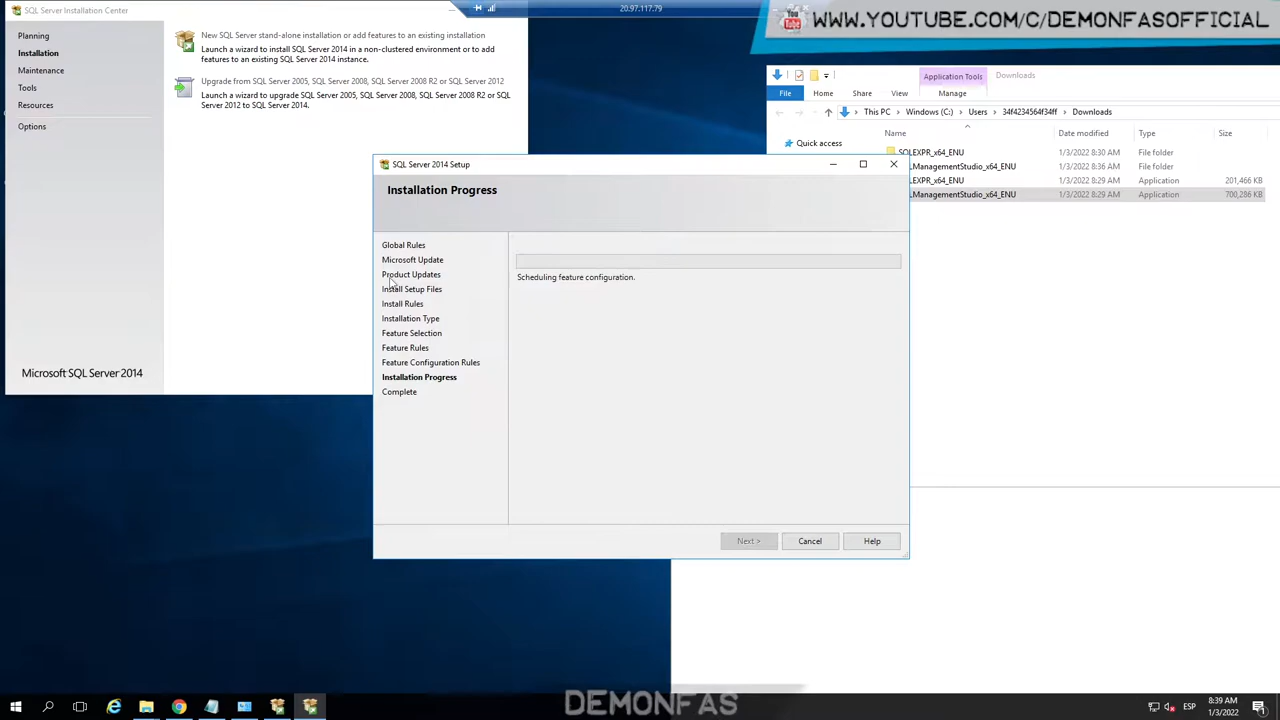 SQL Server Installation Center
20.97.117.79
WWW.YOUTUBE.COM/C/DEMONFASOFFICIAL
Planning
Installation
Maintenance
Tools
Resources
Options
New SQL Server stand-alone installation or add features to an existing installation
Launch a wizard to install SQL Server 2014 in a non-clustered environment or to add
features to an existing SQL Server 2014 instance.
Upgrade from SQL Server 2005, SQL Server 2008, SQL Server 2008 R2 or SQL Server 2012
Launch a wizard to upgrade SQL Server 2005, SQL Server 2008, SQL Server 2008 R2 or SQL
Server 2012 to SQL Server 2014.
Microsoft SQL Server 2014
Application Tools
Downloads
File
Home
Share
View
Manage
This PC > Windows (C:) > Users > 34f4234564f34ff > Downloads
Quick access
Name
Date modified
Type
Size
SQLEXPR_x64_ENU
1/3/2022 8:30 AM
File folder
LManagementStudio_x64_ENU
1/3/2022 8:36 AM
File folder
LEXPR_x64_ENU
1/3/2022 8:29 AM
Application
201,466 KB
LManagementStudio_x64_ENU
1/3/2022 8:29 AM
Application
700,286 KB
SQL Server 2014 Setup
Installation Progress
Global Rules
Microsoft Update
Product Updates
Install Setup Files
Install Rules
Installation Type
Feature Selection
Feature Rules
Feature Configuration Rules
Installation Progress
Complete
Scheduling feature configuration.
Next >
Cancel
Help
DEMONFAS
ESP
8:39 AM
1/3/2022